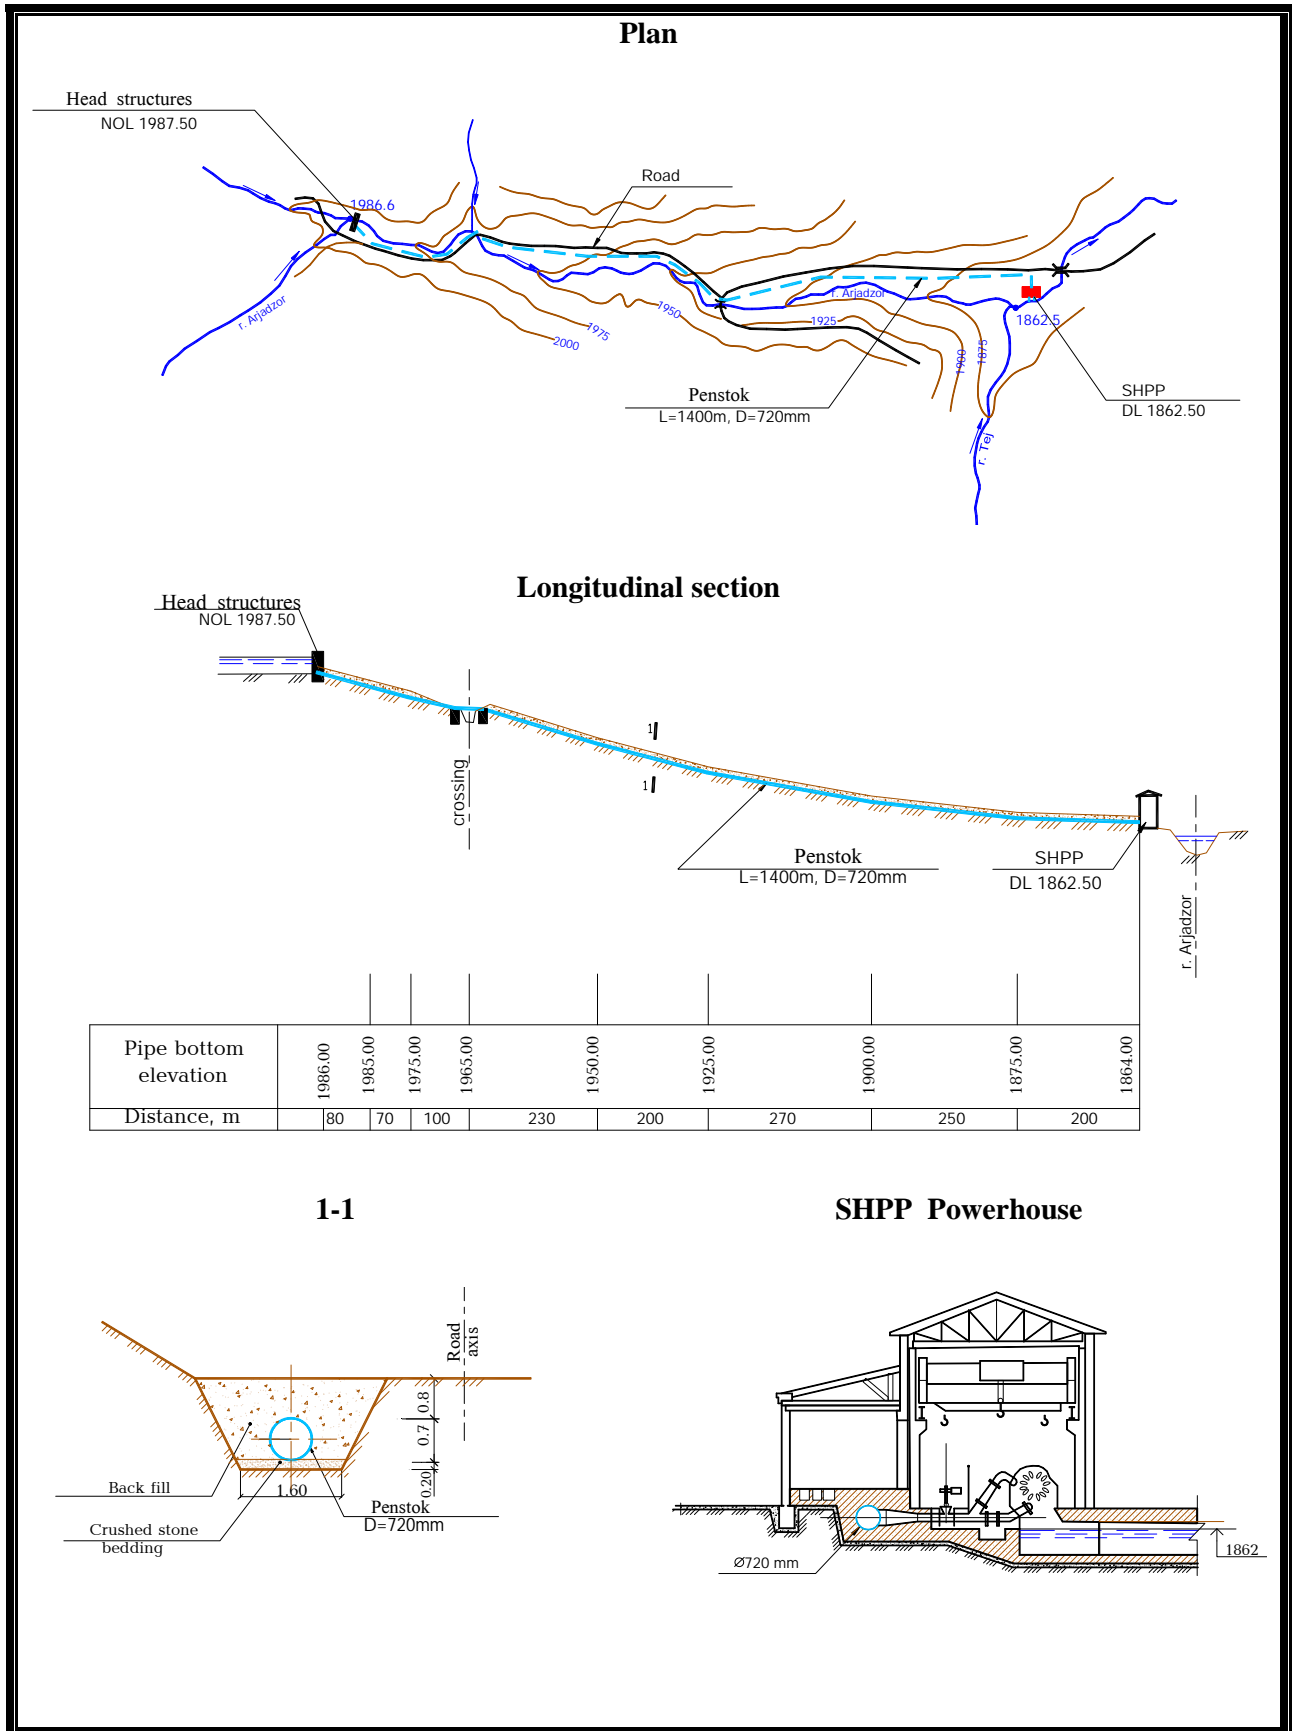 Plan
Head structures
NOL 1987.50
Road
1986.6
r. Arjadzor
r. Arjadzor
1950
1975
2000
1925
1900
1875
1862.5
Penstok
L=1400m, D=720mm
SHPP
DL 1862.50
r. Tej
Longitudinal section
Head structures
NOL 1987.50
crossing
1
1
Penstok
L=1400m, D=720mm
SHPP
DL 1862.50
r. Arjadzor
Pipe bottom
elevation
1986.00
1985.00
1975.00
1965.00
1950.00
1925.00
1900.00
1875.00
1864.00
Distance, m
80
70
100
230
200
270
250
200
1-1
SHPP Powerhouse
Road
axis
0.8
0.7
0.20
1.60
Back fill
Crushed stone
bedding
Penstok
D=720mm
Ø720 mm
1862